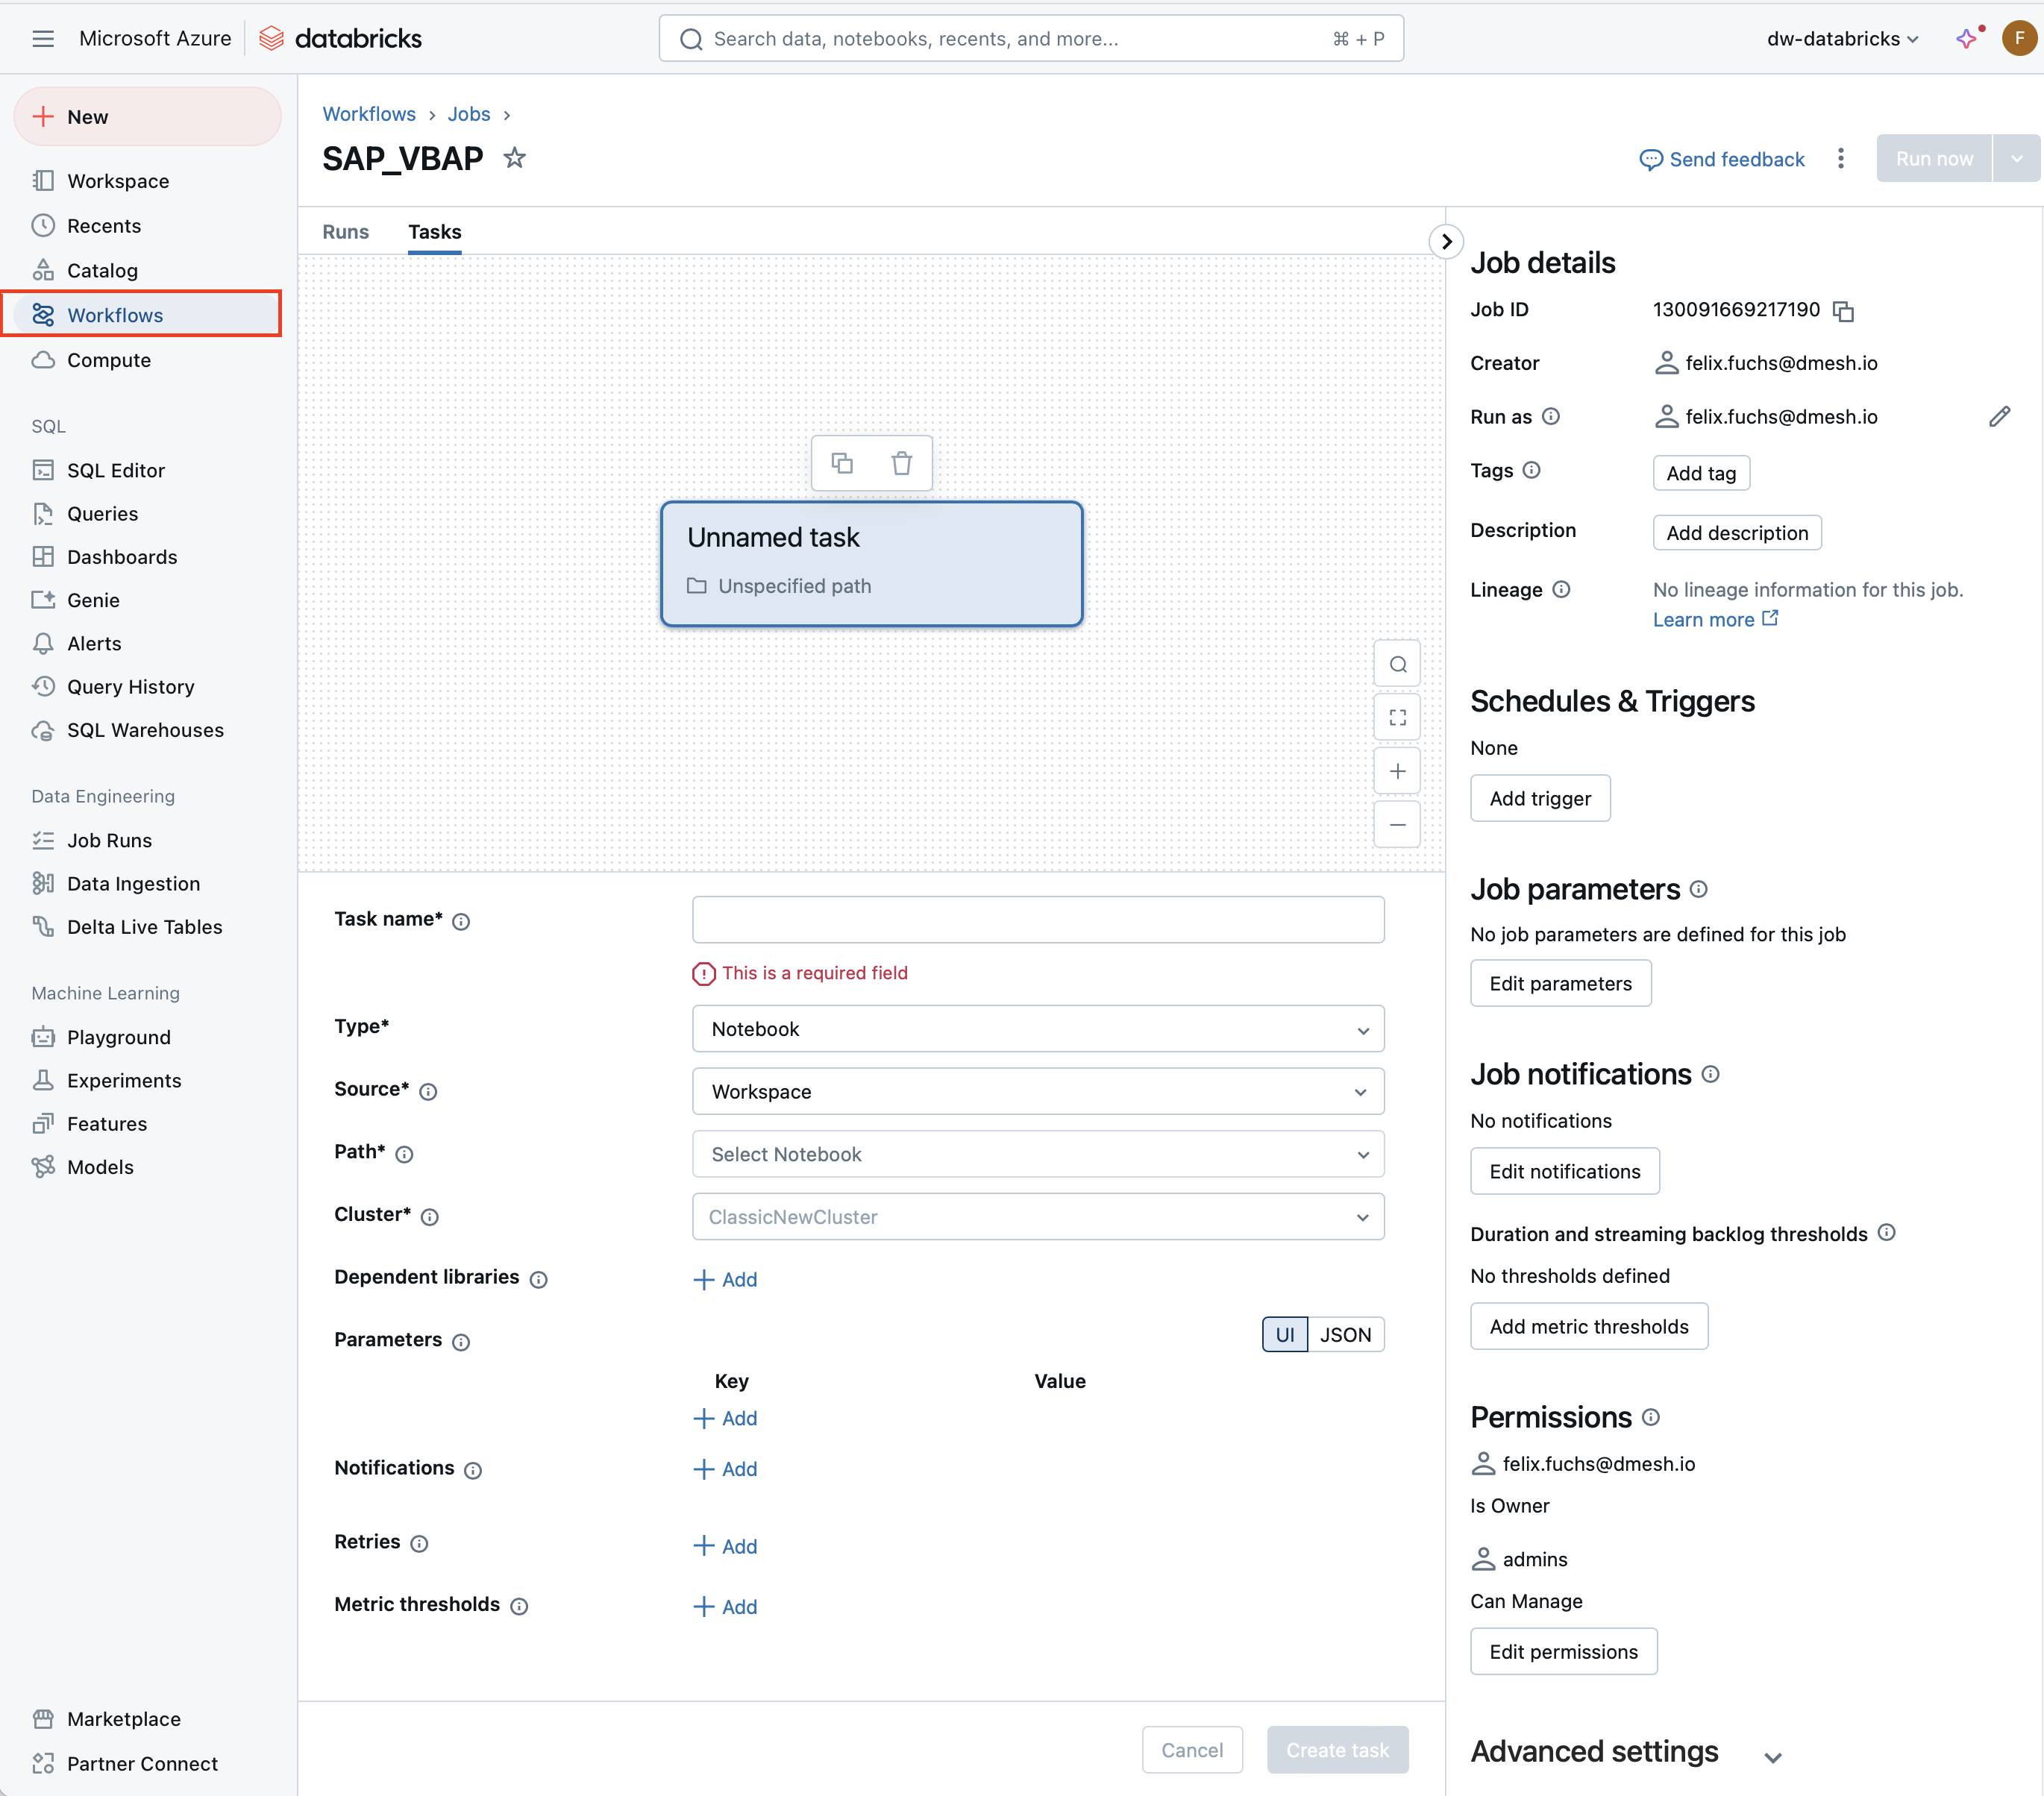 Microsoft Azure
databricks
Search data, notebooks, recents, and more...
⌘ + P
dw-databricks
F
New
Workspace
Recents
Catalog
Workflows
Compute
SQL
SQL Editor
Queries
Dashboards
Genie
Alerts
Query History
SQL Warehouses
Data Engineering
Job Runs
Data Ingestion
Delta Live Tables
Machine Learning
Playground
Experiments
Features
Models
Marketplace
Partner Connect
Workflows › Jobs ›
SAP_VBAP
Send feedback
Run now
Runs
Tasks
Unnamed task
Unspecified path
Task name*
This is a required field
Type*
Notebook
Source*
Workspace
Path*
Select Notebook
Cluster*
ClassicNewCluster
Dependent libraries
Add
Parameters
UI
JSON
Key
Value
Add
Notifications
Add
Retries
Add
Metric thresholds
Add
Cancel
Create task
Job details
Job ID
130091669217190
Creator
felix.fuchs@dmesh.io
Run as
felix.fuchs@dmesh.io
Tags
Add tag
Description
Add description
Lineage
No lineage information for this job.
Learn more
Schedules & Triggers
None
Add trigger
Job parameters
No job parameters are defined for this job
Edit parameters
Job notifications
No notifications
Edit notifications
Duration and streaming backlog thresholds
No thresholds defined
Add metric thresholds
Permissions
felix.fuchs@dmesh.io
Is Owner
admins
Can Manage
Edit permissions
Advanced settings